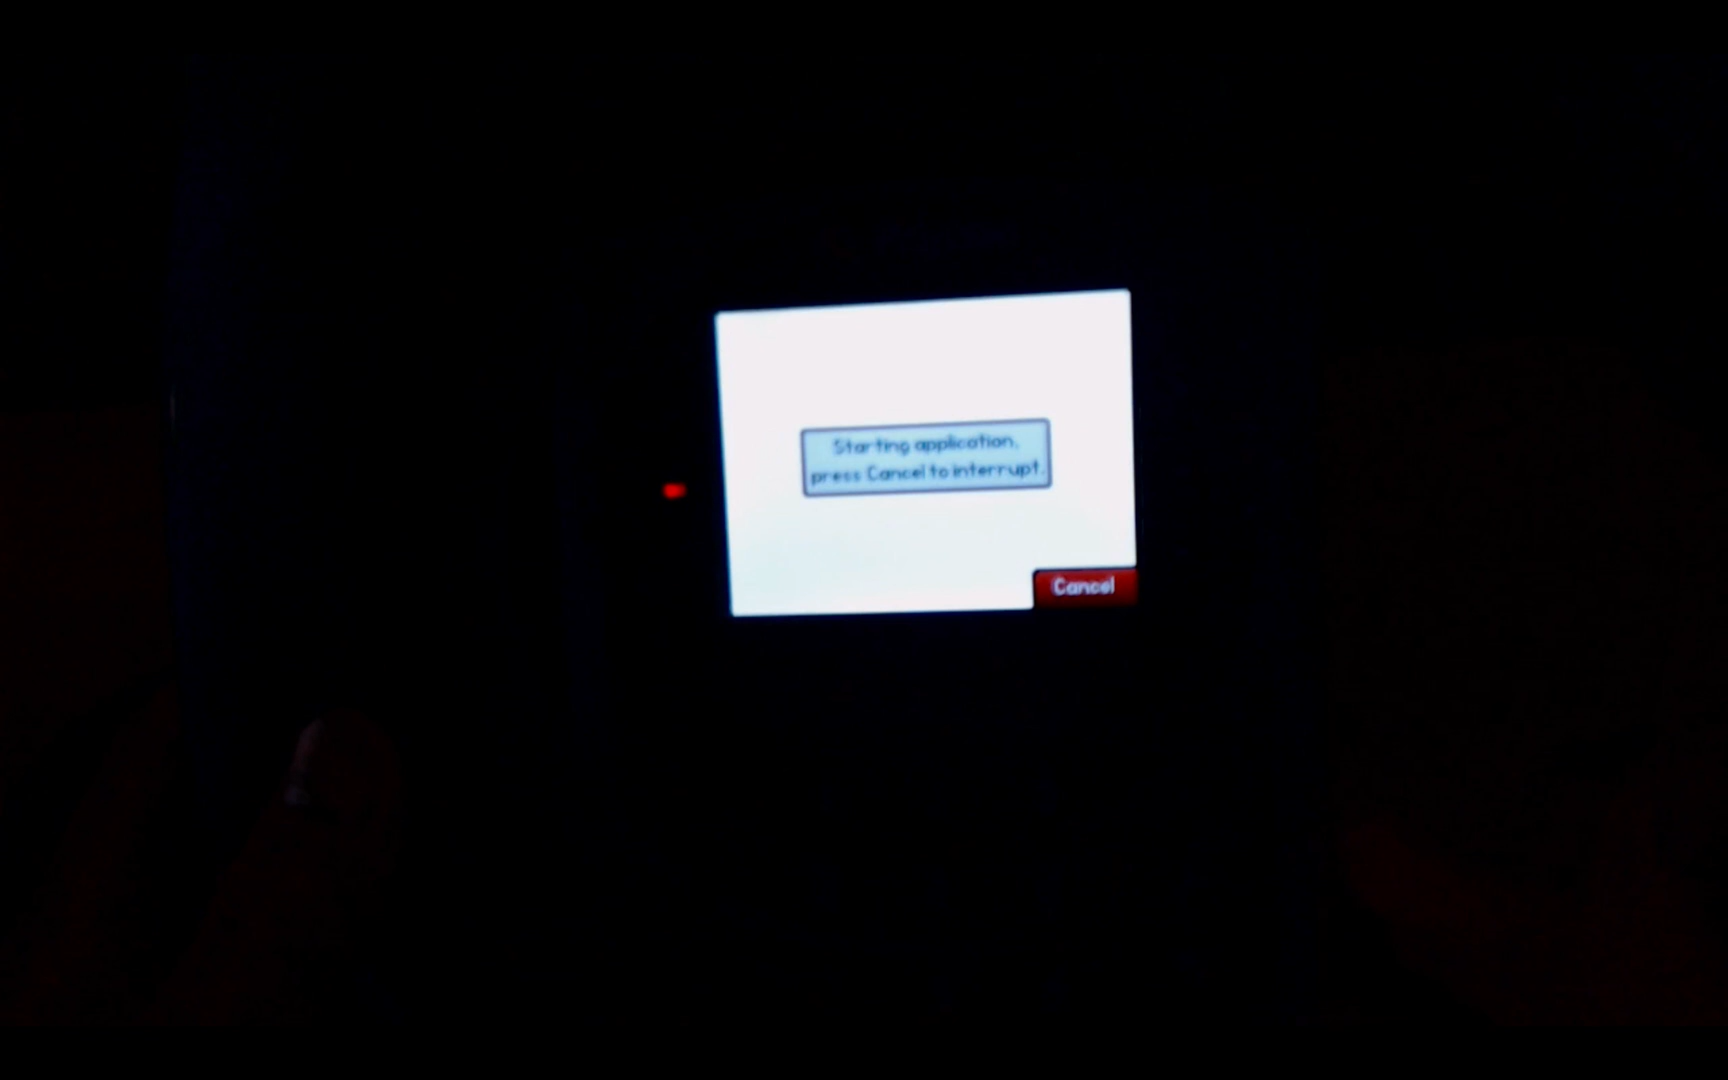 Starting application,
press Cancel to interrupt.
Cancel